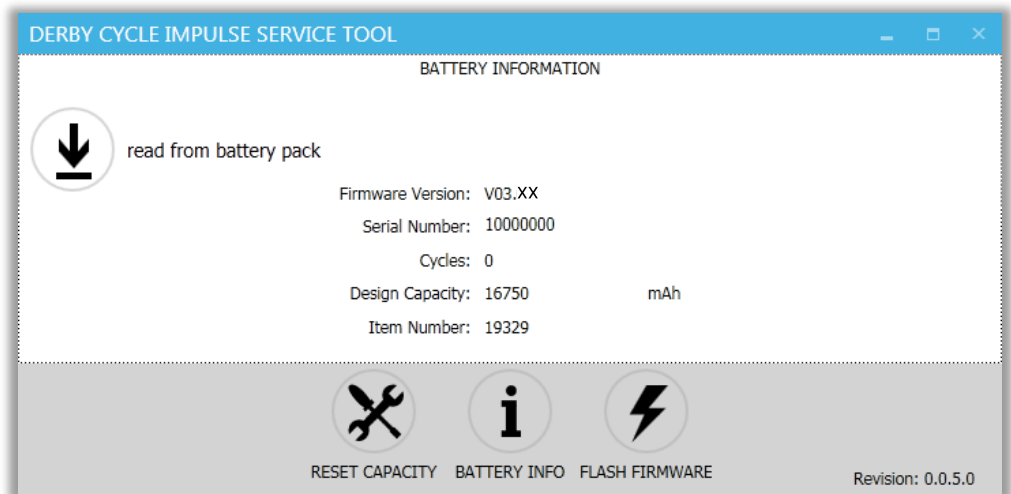 DERBY CYCLE IMPULSE SERVICE TOOL
BATTERY INFORMATION
read from battery pack
Firmware Version: V03.XX
Serial Number: 10000000
Cycles: 0
Design Capacity: 16750 mAh
Item Number: 19329
RESET CAPACITY BATTERY INFO FLASH FIRMWARE
Revision: 0.0.5.0